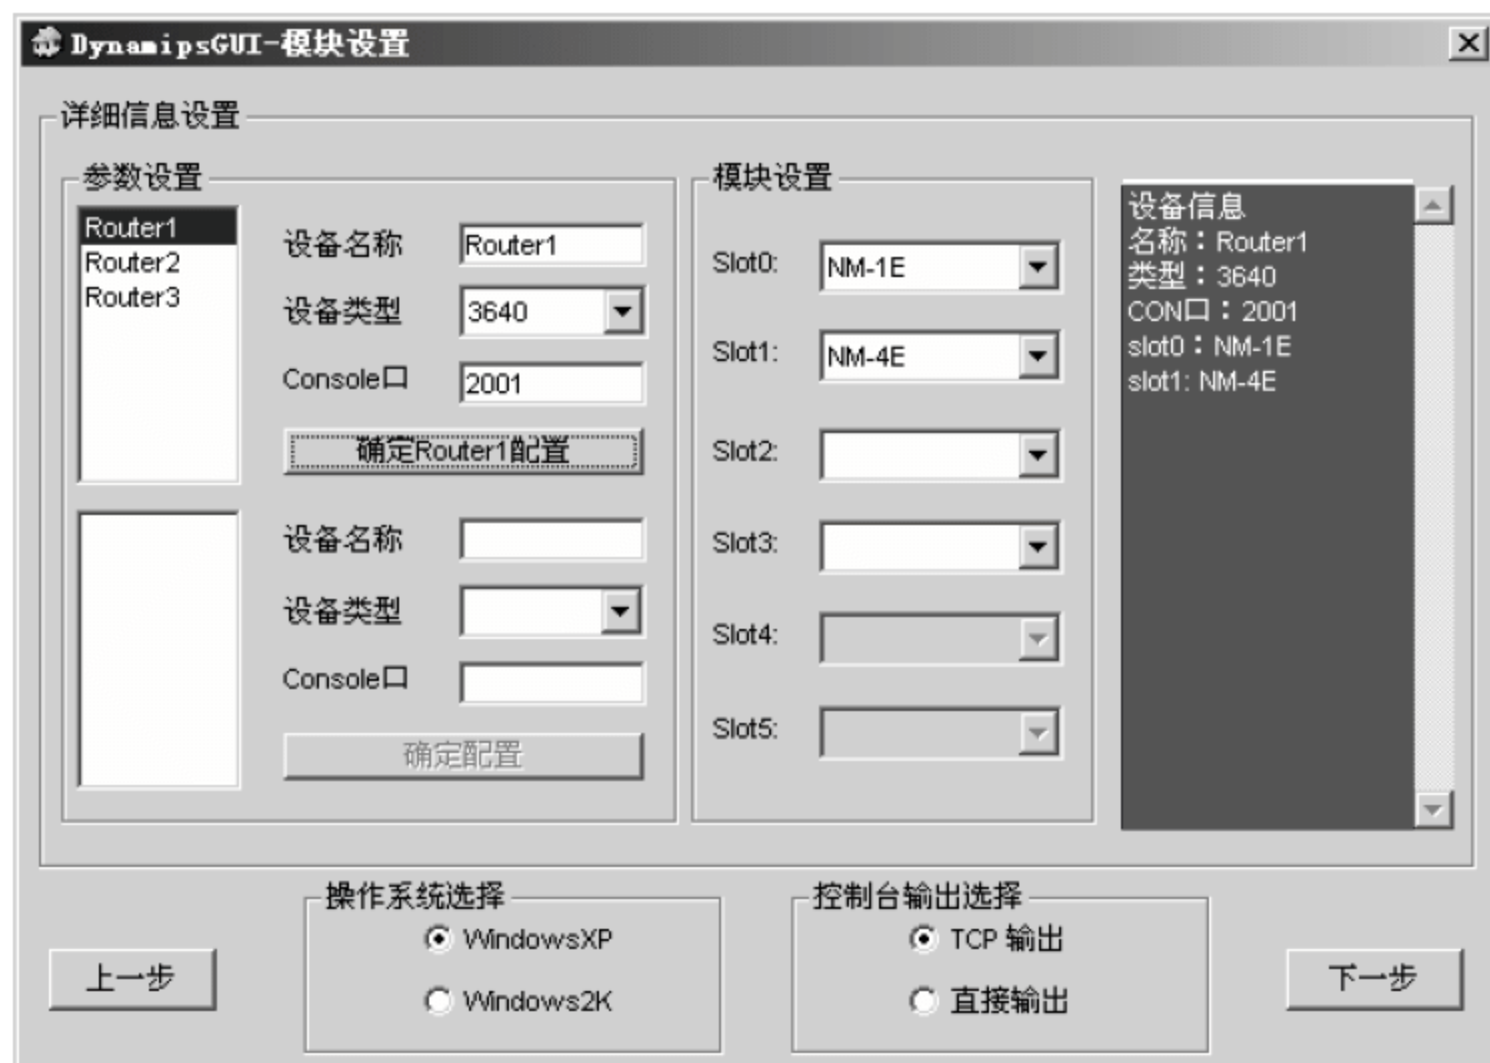 DynamipsGUI-模块设置
详细信息设置
参数设置
Router1
Router2
Router3
设备名称 Router1
设备类型 3640
Console口 2001
确定Router1配置
设备名称
设备类型
Console口
确定配置
模块设置
Slot0: NM-1E
Slot1: NM-4E
Slot2:
Slot3:
Slot4:
Slot5:
设备信息
名称：Router1
类型：3640
CON口：2001
slot0：NM-1E
slot1: NM-4E
操作系统选择
WindowsXP
Windows2K
控制台输出选择
TCP 输出
直接输出
上一步
下一步